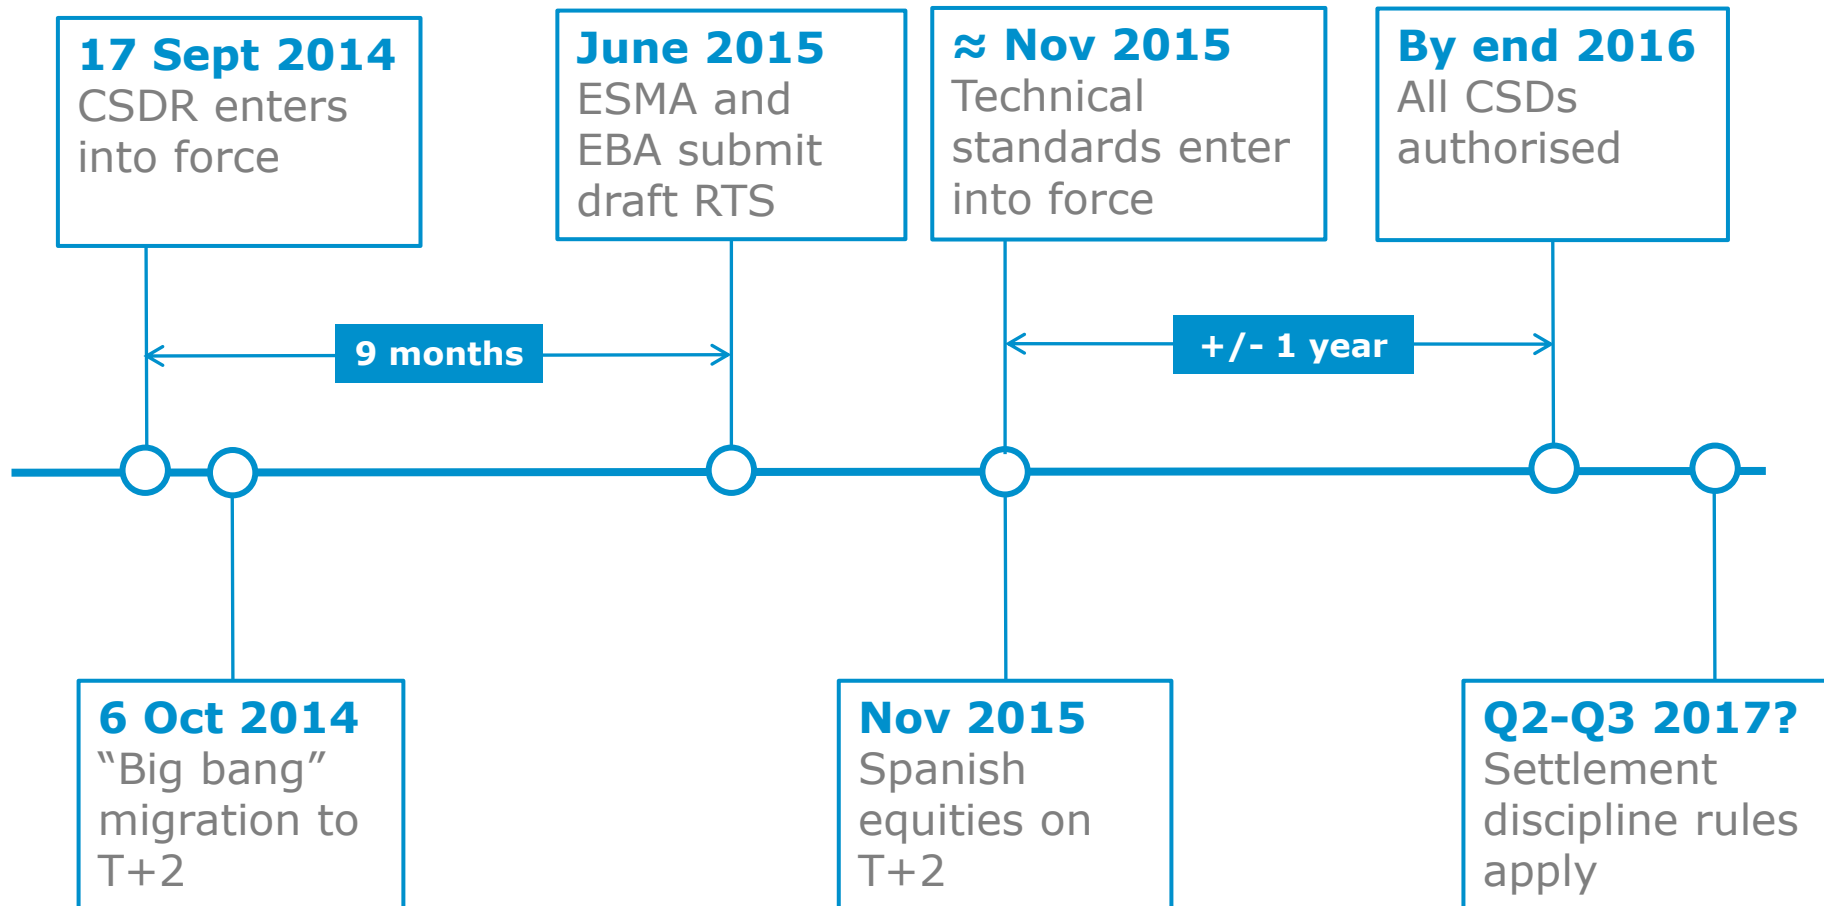 17 Sept 2014
CSDR enters
into force
June 2015
ESMA and
EBA submit
draft RTS
≈ Nov 2015
Technical
standards enter
into force
By end 2016
All CSDs
authorised
9 months
+/- 1 year
6 Oct 2014
“Big bang”
migration to
T+2
Nov 2015
Spanish
equities on
T+2
Q2-Q3 2017?
Settlement
discipline rules
apply